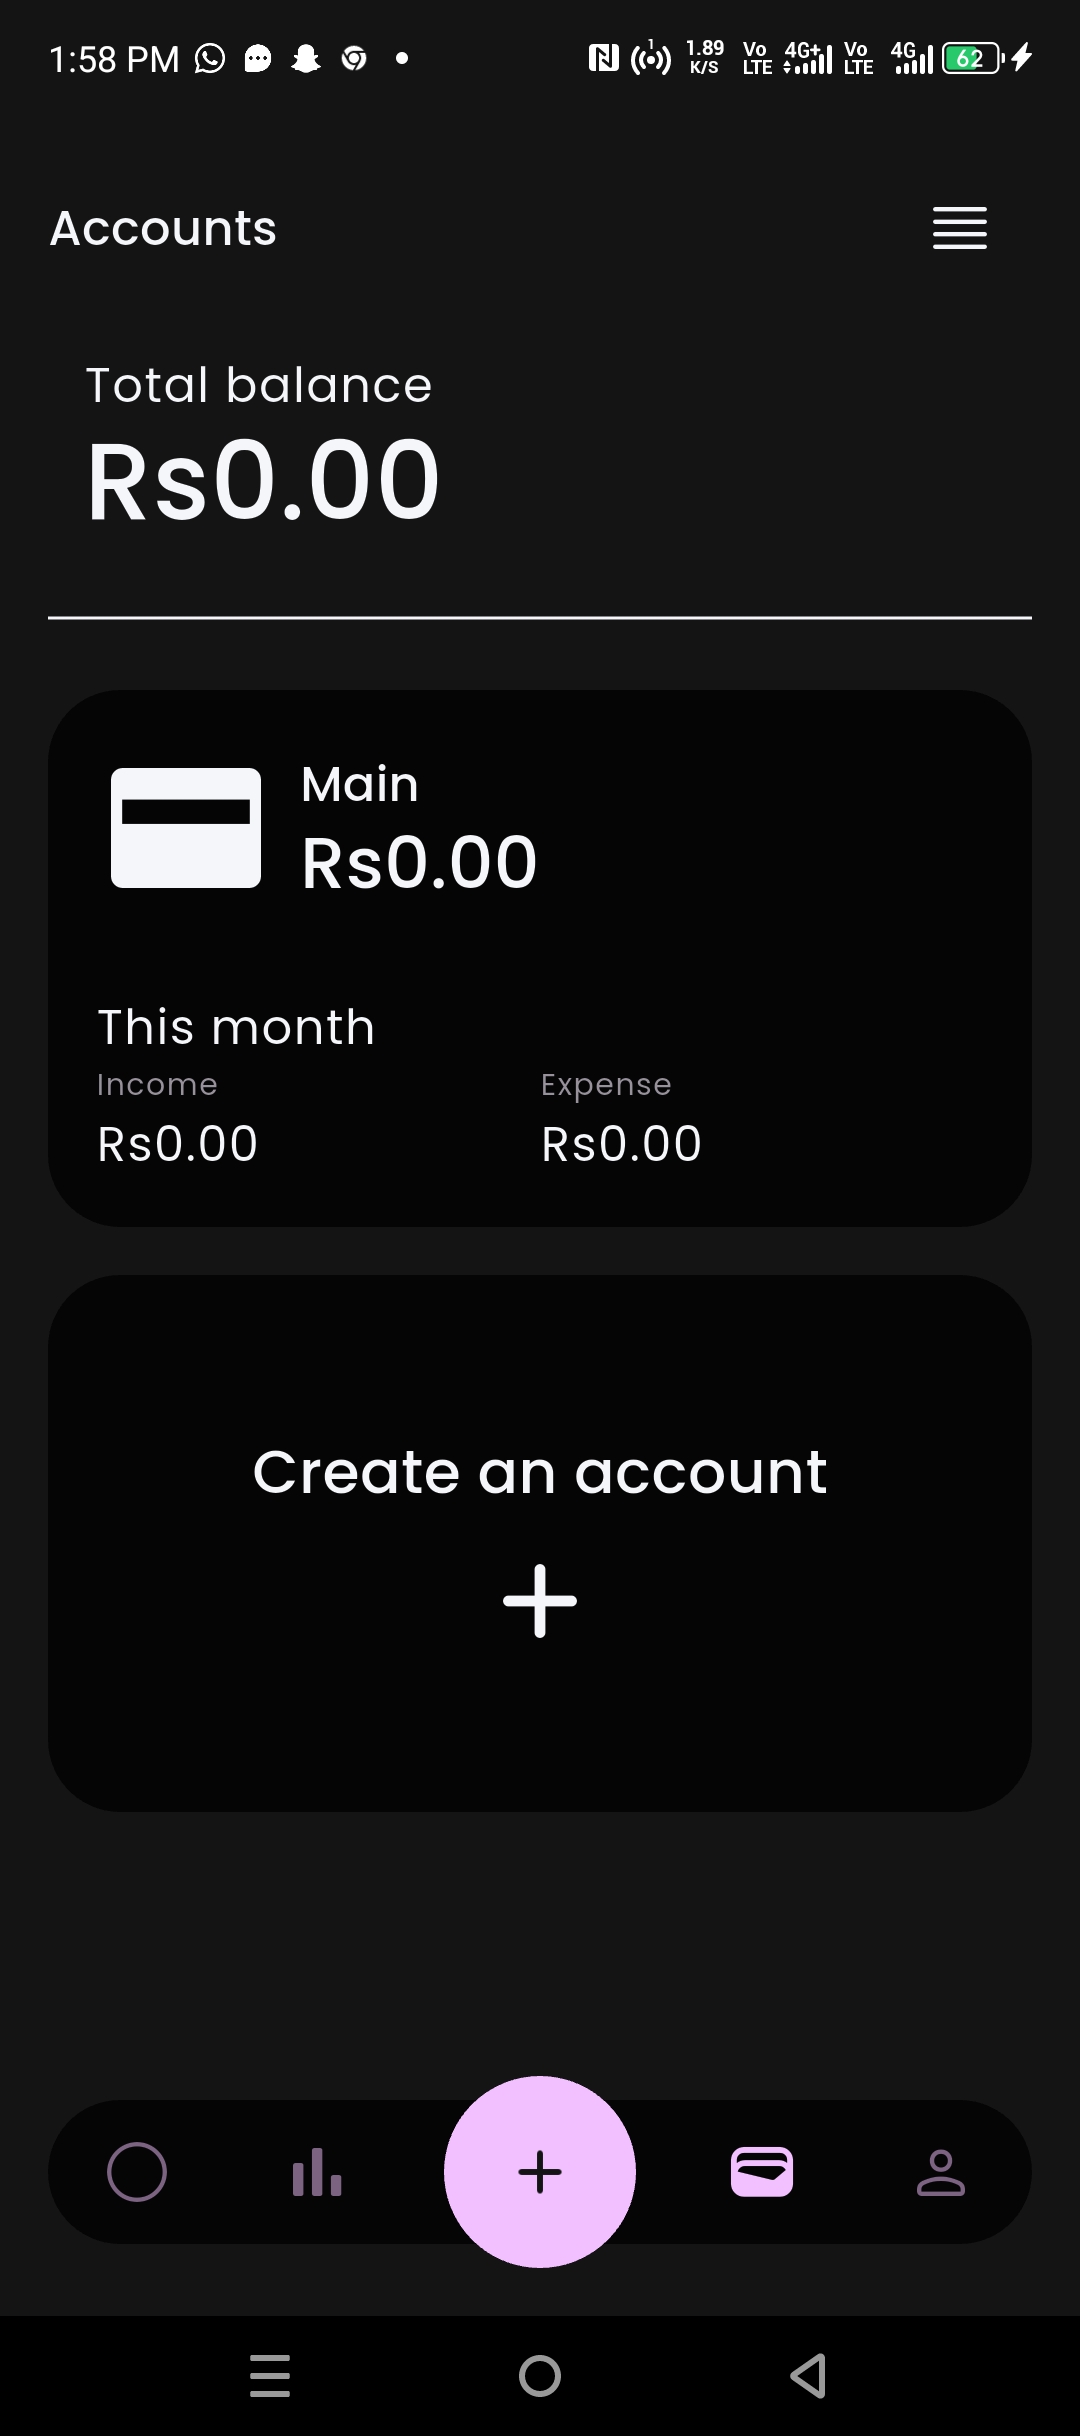 1:58 PM
1
1.89
K/S
Vo
LTE
4G+
Vo
LTE
4G
62
Accounts
Total balance
Rs0.00
Main
Rs0.00
This month
Income Expense
Rs0.00 Rs0.00
Create an account